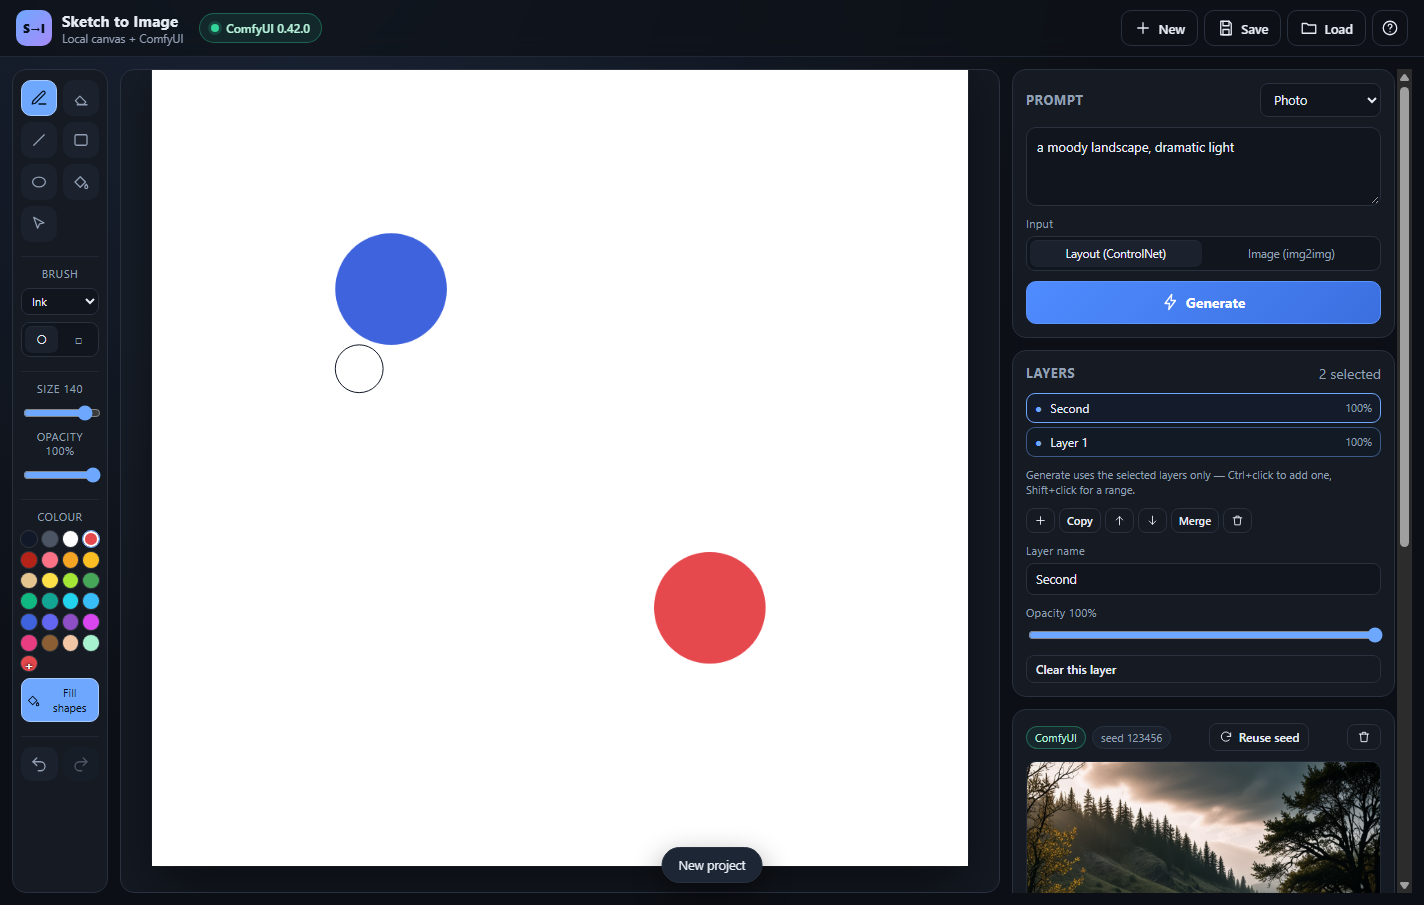 S→I
Sketch to Image
Local canvas + ComfyUI
ComfyUI 0.42.0
New
Save
Load
BRUSH
Ink
SIZE 140
OPACITY
100%
COLOUR
Fill
shapes
New project
PROMPT
Photo
a moody landscape, dramatic light
Input
Layout (ControlNet)
Image (img2img)
Generate
LAYERS
2 selected
Second
100%
Layer 1
100%
Generate uses the selected layers only — Ctrl+click to add one,
Shift+click for a range.
Copy
Merge
Layer name
Second
Opacity 100%
Clear this layer
ComfyUI
seed 123456
Reuse seed